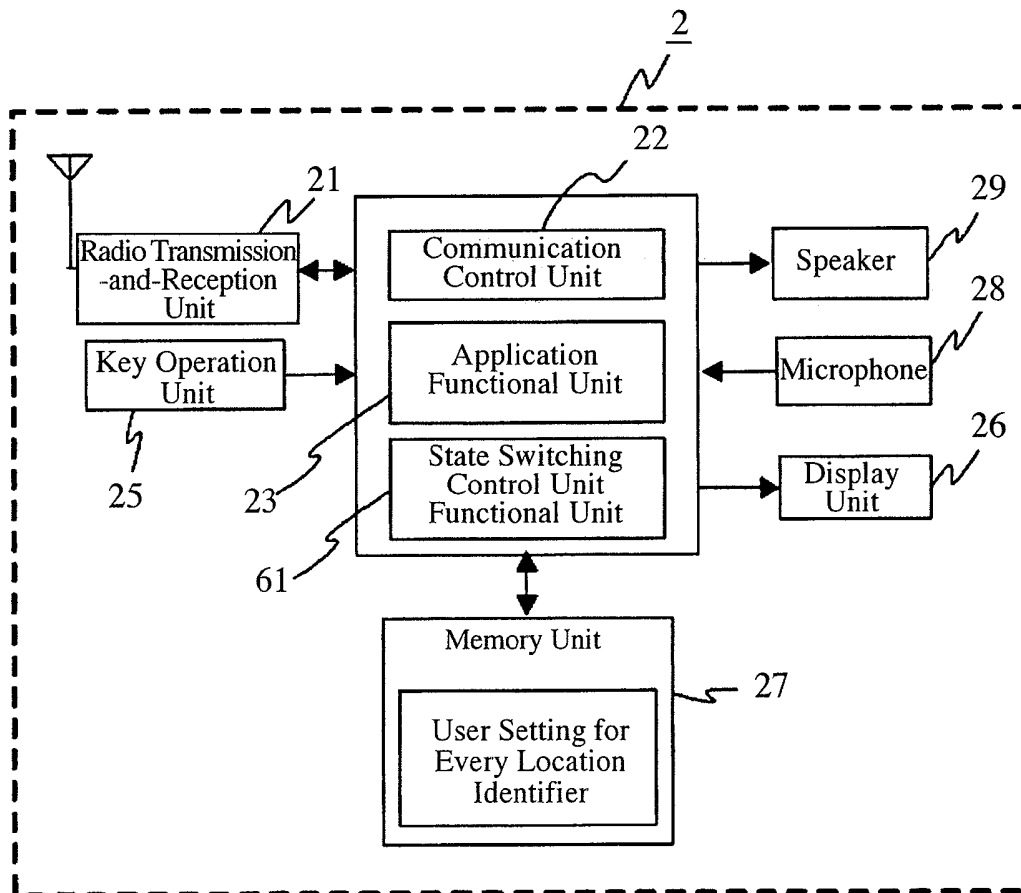 2
22
21
29
Radio Transmission
-and-Reception
Unit
Communication
Control Unit
Speaker
28
Key Operation
Unit
Application
Functional Unit
Microphone
26
25
23
State Switching
Control Unit
Functional Unit
Display
Unit
61
Memory Unit
27
User Setting for
Every Location
Identifier